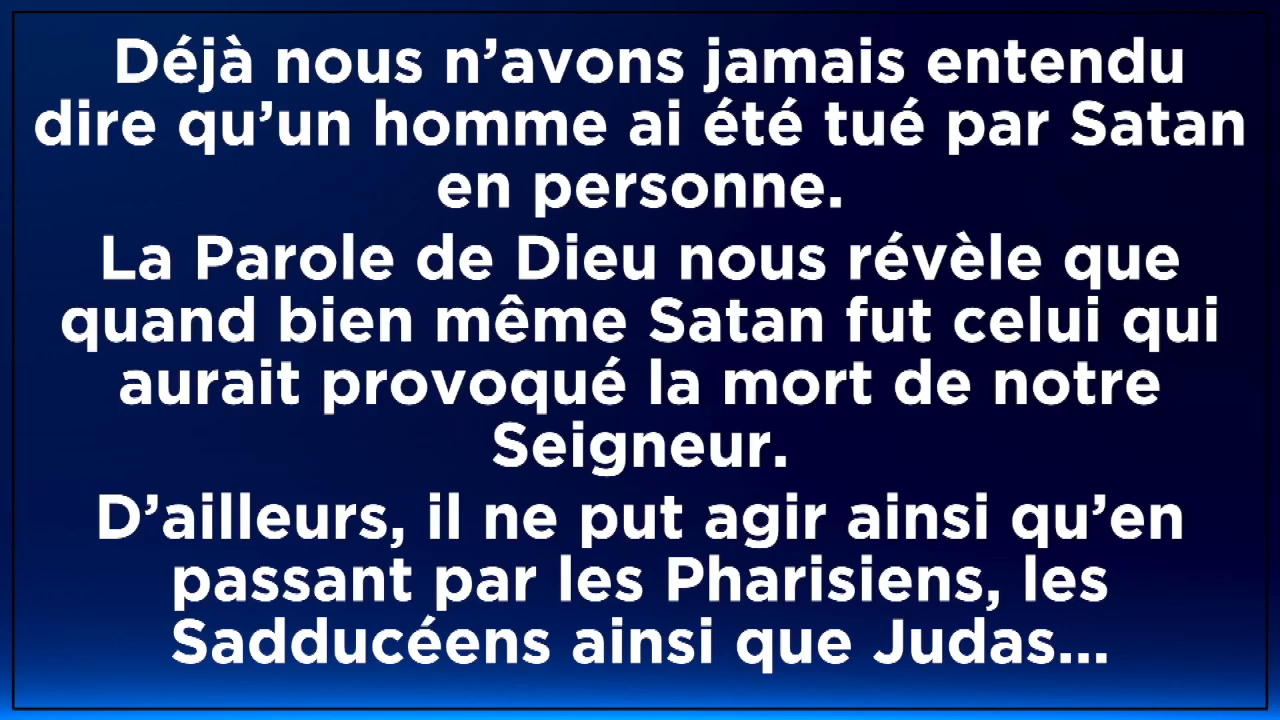 Déjà nous n’avons jamais entendu
dire qu’un homme ai été tué par Satan
en personne.
La Parole de Dieu nous révèle que
quand bien même Satan fut celui qui
aurait provoqué la mort de notre
Seigneur.
D’ailleurs, il ne put agir ainsi qu’en
passant par les Pharisiens, les
Sadducéens ainsi que Judas...